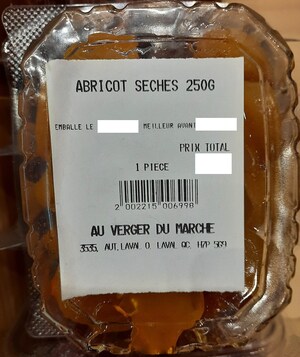 ABRICOT SECHES 250G
EMBALLE LE MEILLEUR AVANT
PRIX TOTAL
1 PIECE
2 002215 006998
AU VERGER DU MARCHE
3535, AUT, LAVAL O LAVAL QC, H7P 5G9